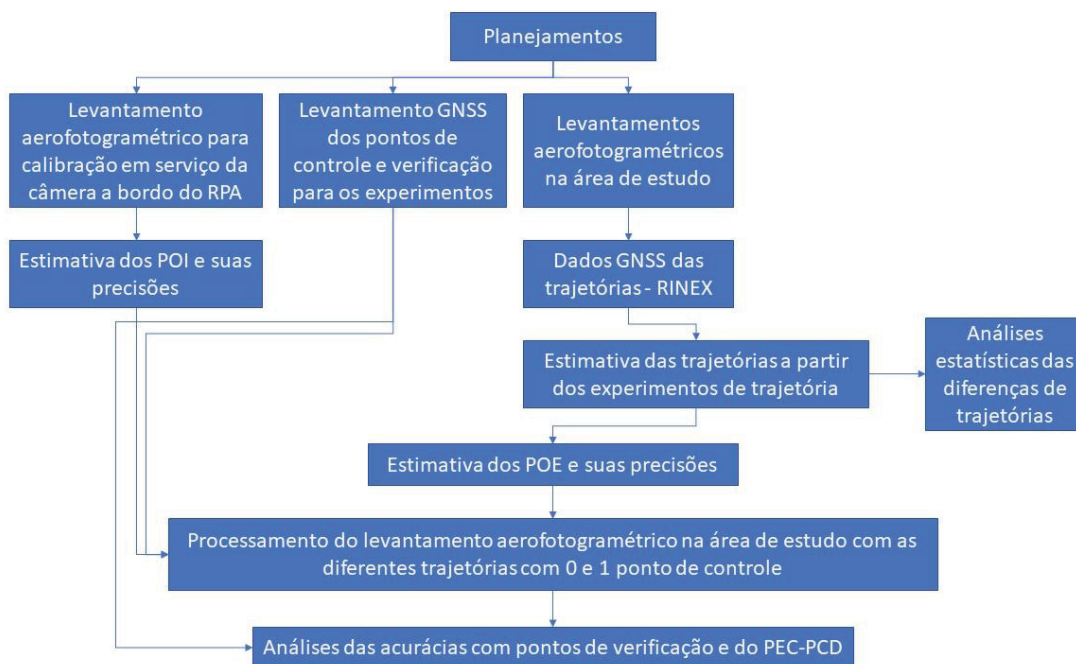 Planejamentos
Levantamento
aerofotogramétrico para
calibração em serviço da
câmera a bordo do RPA
Levantamento GNSS
dos pontos de
controle e verificação
para os experimentos
Levantamentos
aerofotogramétricos
na área de estudo
Estimativa dos POI e suas
precisões
Dados GNSS das
trajetórias - RINEX
Estimativa das trajetórias a partir
dos experimentos de trajetória
Análises
estatísticas das
diferenças de
trajetórias
Estimativa dos POE e suas precisões
Processamento do levantamento aerofotogramétrico na área de estudo com as
diferentes trajetórias com 0 e 1 ponto de controle
Análises das acurácias com pontos de verificação e do PEC-PCD